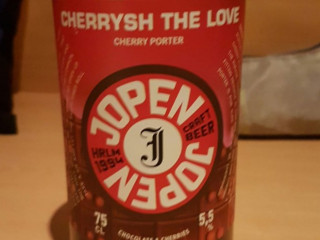 CHERRYSH THE LOVE
CHERRY PORTER
JOPEN
CRAFT
BEER
J
HRLM
1994
JOPEN
75
CL
5,5
CHOCOLATE & CHERRIES